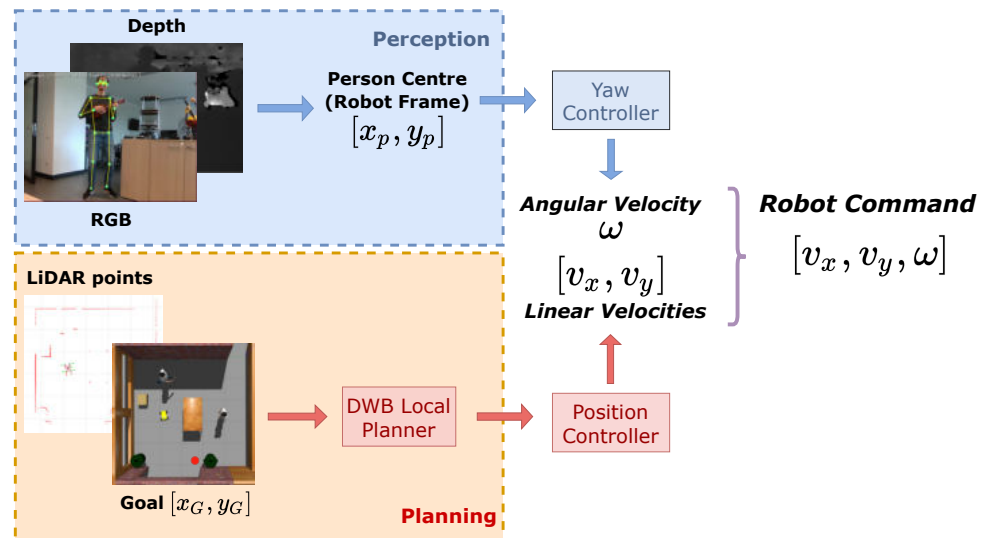 Depth
Perception
Person Centre
(Robot Frame)
[x_p, y_p]
RGB
Yaw
Controller
Angular Velocity
ω
[v_x, v_y]
Linear Velocities
Robot Command
[v_x, v_y, ω]
LiDAR points
DWB Local
Planner
Position
Controller
Goal [x_G, y_G]
Planning